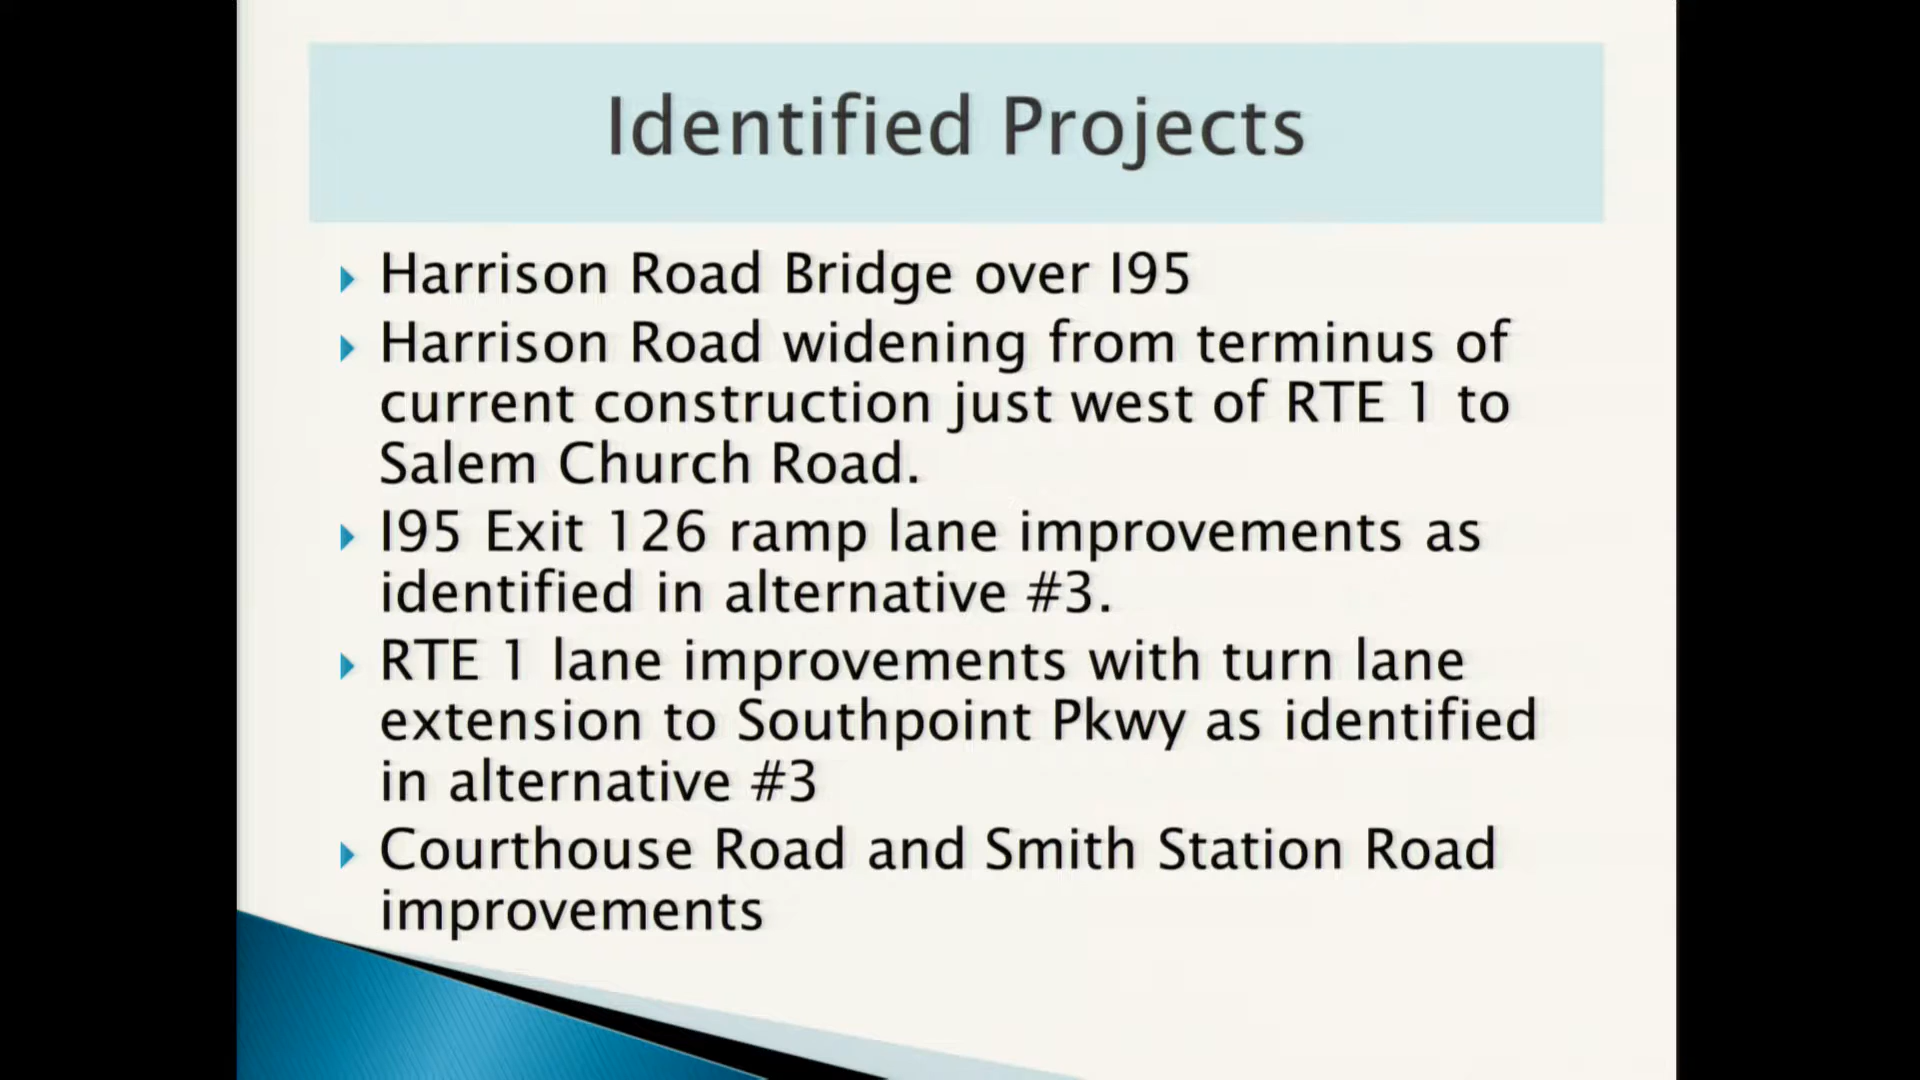 Identified Projects
Harrison Road Bridge over I95
Harrison Road widening from terminus of
current construction just west of RTE 1 to
Salem Church Road.
I95 Exit 126 ramp lane improvements as
identified in alternative #3.
RTE 1 lane improvements with turn lane
extension to Southpoint Pkwy as identified
in alternative #3
Courthouse Road and Smith Station Road
improvements